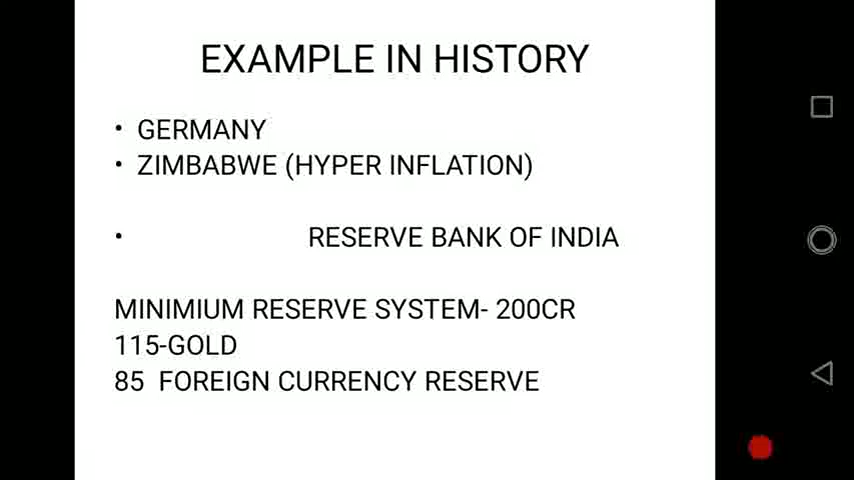 EXAMPLE IN HISTORY
• GERMANY
• ZIMBABWE (HYPER INFLATION)
• RESERVE BANK OF INDIA
MINIMIUM RESERVE SYSTEM- 200CR
115-GOLD
85 FOREIGN CURRENCY RESERVE